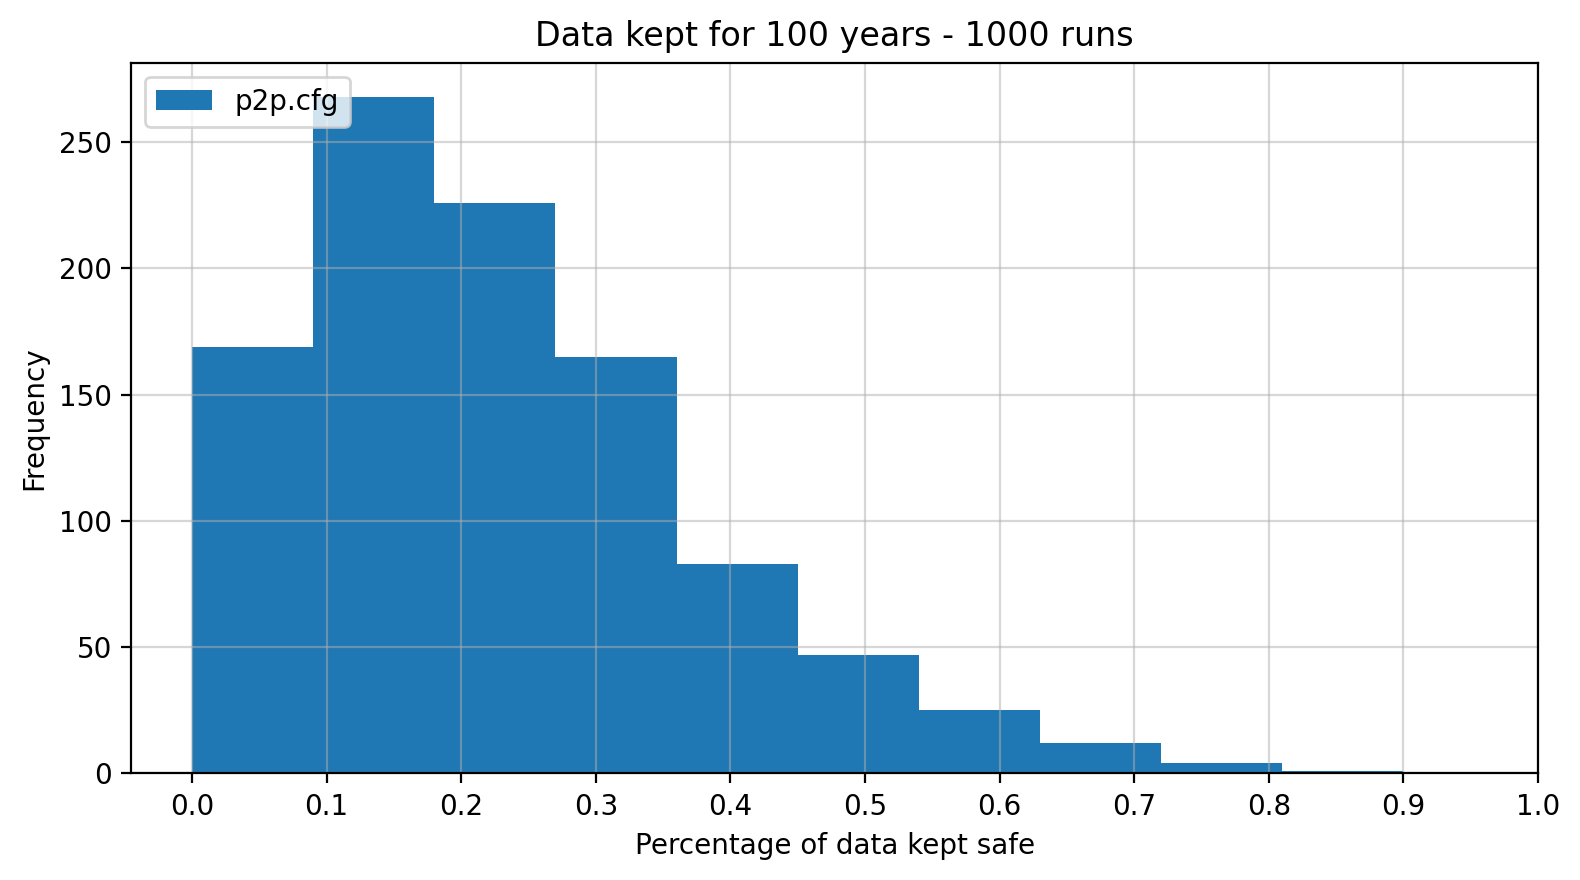 Data kept for 100 years - 1000 runs
p2p.cfg
Frequency
250
200
150
100
50
0
0.0 0.1 0.2 0.3 0.4 0.5 0.6 0.7 0.8 0.9 1.0
Percentage of data kept safe